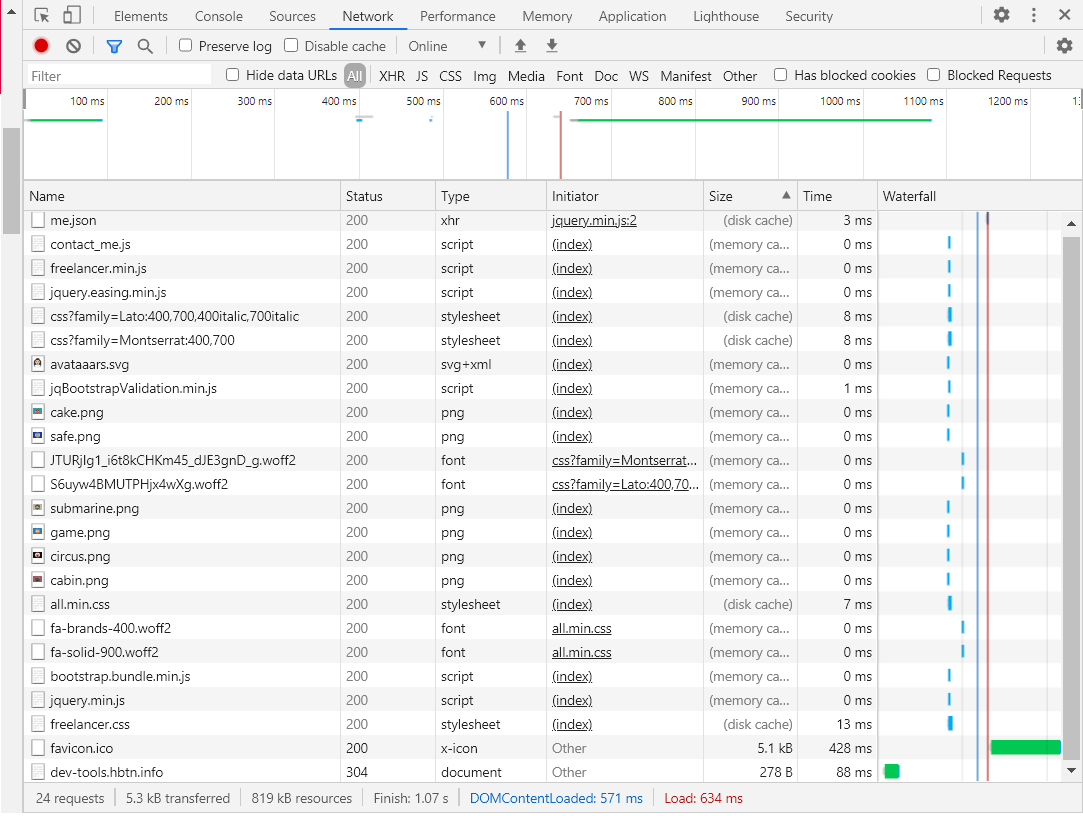 Elements Console Sources Network Performance Memory Application Lighthouse Security
Preserve log Disable cache Online
Filter Hide data URLs All XHR JS CSS Img Media Font Doc WS Manifest Other Has blocked cookies Blocked Requests
100 ms 200 ms 300 ms 400 ms 500 ms 600 ms 700 ms 800 ms 900 ms 1000 ms 1100 ms 1200 ms
Name Status Type Initiator Size Time Waterfall
me.json 200 xhr jquery.min.js:2 (disk cache) 3 ms
contact_me.js 200 script (index) (memory ca... 0 ms
freelancer.min.js 200 script (index) (memory ca... 0 ms
jquery.easing.min.js 200 script (index) (memory ca... 0 ms
css?family=Lato:400,700,400italic,700italic 200 stylesheet (index) (disk cache) 8 ms
css?family=Montserrat:400,700 200 stylesheet (index) (disk cache) 8 ms
avataaars.svg 200 svg+xml (index) (memory ca... 0 ms
jqBootstrapValidation.min.js 200 script (index) (memory ca... 1 ms
cake.png 200 png (index) (memory ca... 0 ms
safe.png 200 png (index) (memory ca... 0 ms
JTURjIg1_i6t8kCHKm45_dJE3gnD_g.woff2 200 font css?family=Montserrat... (memory ca... 0 ms
S6uyw4BMUTPHjx4wXg.woff2 200 font css?family=Lato:400,70... (memory ca... 0 ms
submarine.png 200 png (index) (memory ca... 0 ms
game.png 200 png (index) (memory ca... 0 ms
circus.png 200 png (index) (memory ca... 0 ms
cabin.png 200 png (index) (memory ca... 0 ms
all.min.css 200 stylesheet (index) (disk cache) 7 ms
fa-brands-400.woff2 200 font all.min.css (memory ca... 0 ms
fa-solid-900.woff2 200 font all.min.css (memory ca... 0 ms
bootstrap.bundle.min.js 200 script (index) (memory ca... 0 ms
jquery.min.js 200 script (index) (memory ca... 0 ms
freelancer.css 200 stylesheet (index) (disk cache) 13 ms
favicon.ico 200 x-icon Other 5.1 kB 428 ms
dev-tools.hbtn.info 304 document Other 278 B 88 ms
24 requests 5.3 kB transferred 819 kB resources Finish: 1.07 s DOMContentLoaded: 571 ms Load: 634 ms